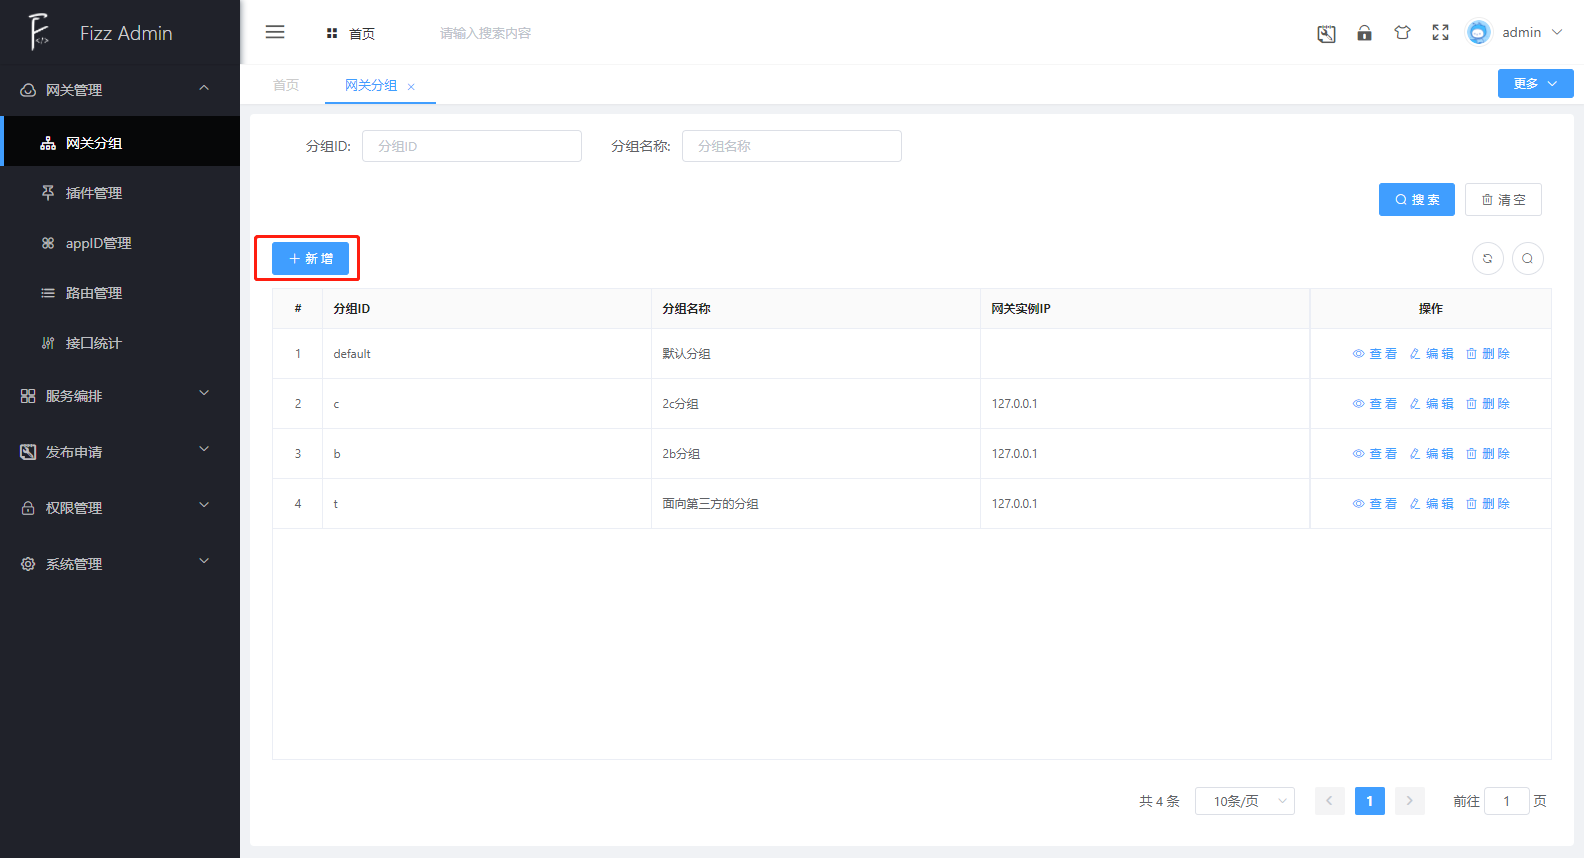 Fizz Admin
首页
请输入搜索内容
admin
首页
网关分组
更多
网关管理
网关分组
插件管理
appID管理
路由管理
接口统计
服务编排
发布申请
权限管理
系统管理
分组ID: 分组ID 分组名称: 分组名称
搜索 清空
新增
# 分组ID 分组名称 网关实例IP 操作
1 default 默认分组 查看 编辑 删除
2 c 2c分组 127.0.0.1 查看 编辑 删除
3 b 2b分组 127.0.0.1 查看 编辑 删除
4 t 面向第三方的分组 127.0.0.1 查看 编辑 删除
共 4 条 10条/页 1 前往 1 页